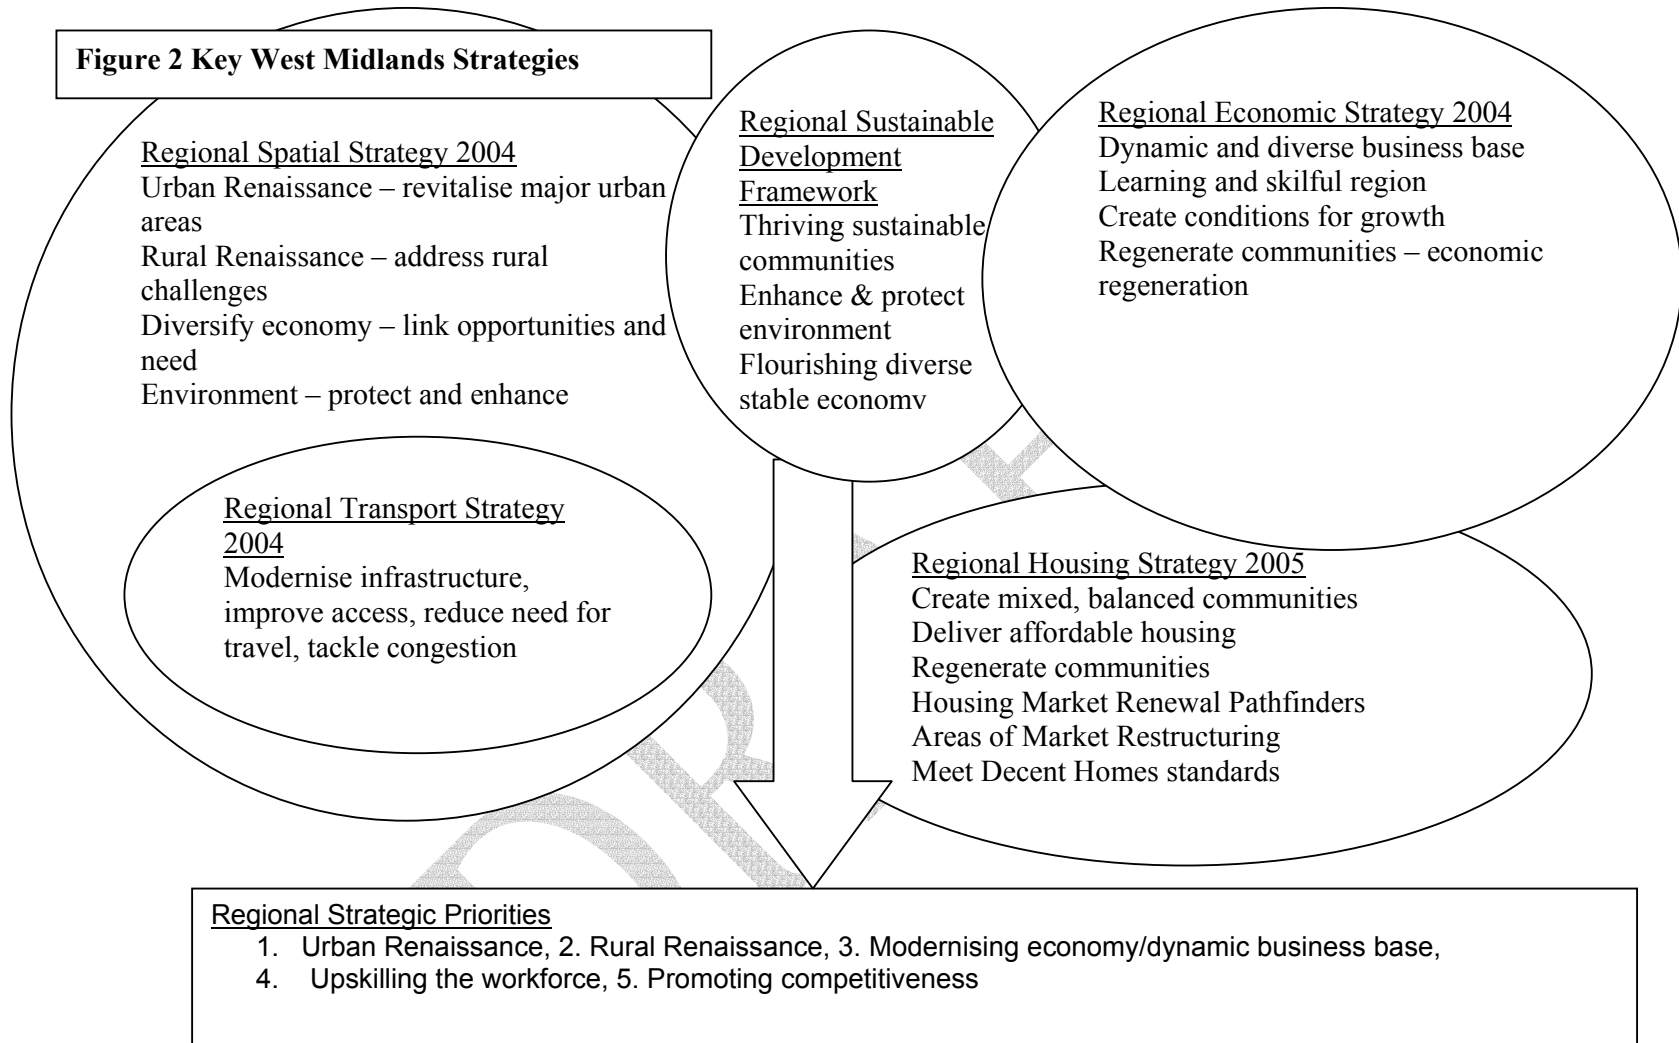 Figure 2 Key West Midlands Strategies
Regional Spatial Strategy 2004
Urban Renaissance – revitalise major urban
areas
Rural Renaissance – address rural
challenges
Diversify economy – link opportunities and
need
Environment – protect and enhance
Regional Transport Strategy
2004
Modernise infrastructure,
improve access, reduce need for
travel, tackle congestion
Regional Sustainable
Development
Framework
Thriving sustainable
communities
Enhance & protect
environment
Flourishing diverse
stable economy
Regional Economic Strategy 2004
Dynamic and diverse business base
Learning and skilful region
Create conditions for growth
Regenerate communities – economic
regeneration
Regional Housing Strategy 2005
Create mixed, balanced communities
Deliver affordable housing
Regenerate communities
Housing Market Renewal Pathfinders
Areas of Market Restructuring
Meet Decent Homes standards
Regional Strategic Priorities
1. Urban Renaissance, 2. Rural Renaissance, 3. Modernising economy/dynamic business base,
4. Upskilling the workforce, 5. Promoting competitiveness